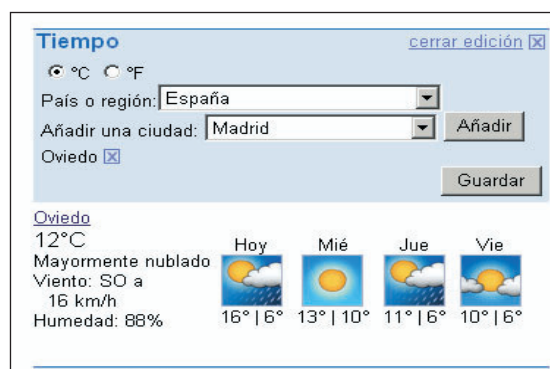 Tiempo cerrar edición
°C °F
País o región: España
Añadir una ciudad: Madrid Añadir
Oviedo
Guardar
Oviedo
12°C
Mayormente nublado
Viento: SO a
16 km/h
Humedad: 88%
Hoy Mié Jue Vie
16° | 6° 13° | 10° 11° | 6° 10° | 6°